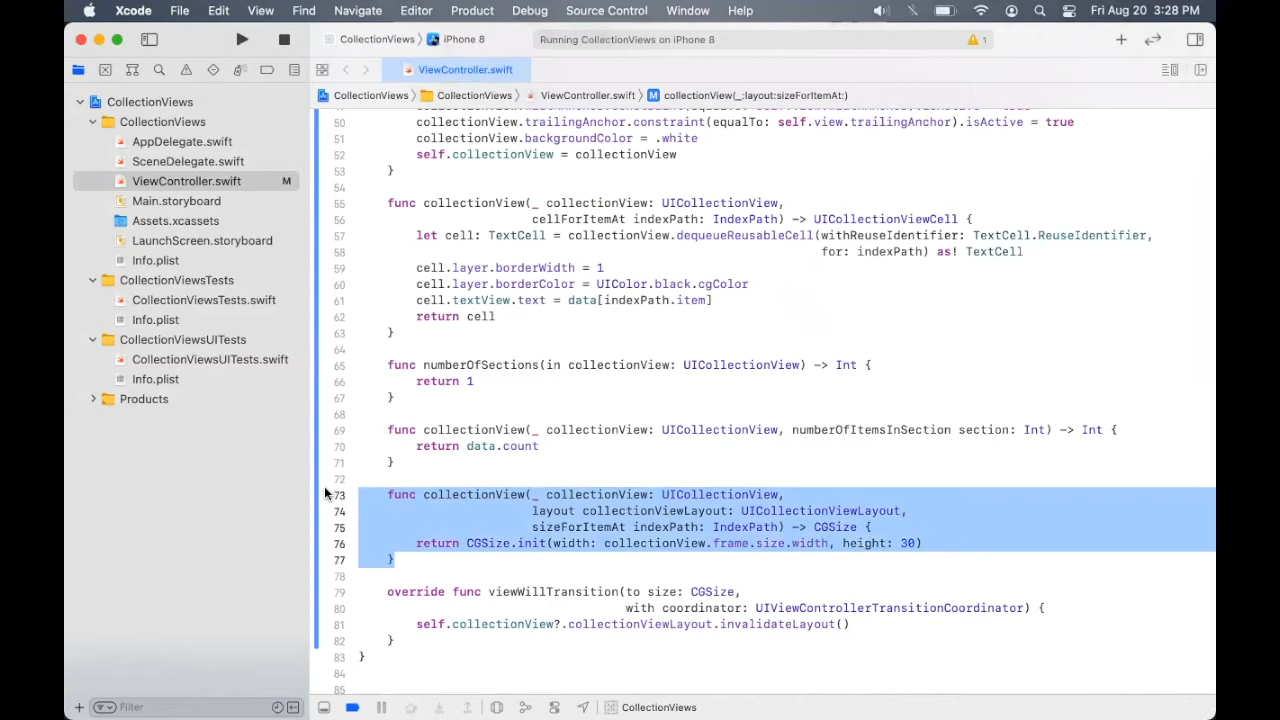 Xcode File Edit View Find Navigate Editor Product Debug Source Control Window Help Fri Aug 20 3:28 PM
CollectionViews iPhone 8 Running CollectionViews on iPhone 8 1
ViewController.swift
CollectionViews CollectionViews ViewController.swift M collectionView(_:layout:sizeForItemAt:)
CollectionViews
CollectionViews
AppDelegate.swift
SceneDelegate.swift
ViewController.swift M
Main.storyboard
Assets.xcassets
LaunchScreen.storyboard
Info.plist
CollectionViewsTests
CollectionViewsTests.swift
Info.plist
CollectionViewsUITests
CollectionViewsUITests.swift
Info.plist
Products
Filter
50 collectionView.trailingAnchor.constraint(equalTo: self.view.trailingAnchor).isActive = true
51 collectionView.backgroundColor = .white
52 self.collectionView = collectionView
53 }
54
55 func collectionView(_ collectionView: UICollectionView,
56 cellForItemAt indexPath: IndexPath) -> UICollectionViewCell {
57 let cell: TextCell = collectionView.dequeueReusableCell(withReuseIdentifier: TextCell.ReuseIdentifier,
58 for: indexPath) as! TextCell
59 cell.layer.borderWidth = 1
60 cell.layer.borderColor = UIColor.black.cgColor
61 cell.textView.text = data[indexPath.item]
62 return cell
63 }
64
65 func numberOfSections(in collectionView: UICollectionView) -> Int {
66 return 1
67 }
68
69 func collectionView(_ collectionView: UICollectionView, numberOfItemsInSection section: Int) -> Int {
70 return data.count
71 }
72
73 func collectionView(_ collectionView: UICollectionView,
74 layout collectionViewLayout: UICollectionViewLayout,
75 sizeForItemAt indexPath: IndexPath) -> CGSize {
76 return CGSize.init(width: collectionView.frame.size.width, height: 30)
77 }
78
79 override func viewWillTransition(to size: CGSize,
80 with coordinator: UIViewControllerTransitionCoordinator) {
81 self.collectionView?.collectionViewLayout.invalidateLayout()
82 }
83 }
84
85
CollectionViews